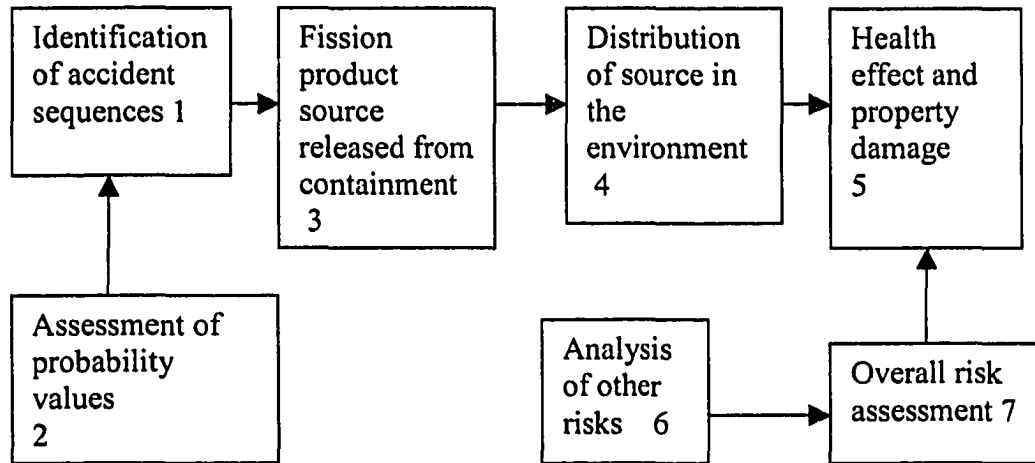 Identification
of accident
sequences 1
Fission
product
source
released from
containment
3
Distribution
of source in
the
environment
4
Health
effect and
property
damage
5
Assessment of
probability
values
2
Analysis
of other
risks 6
Overall risk
assessment 7